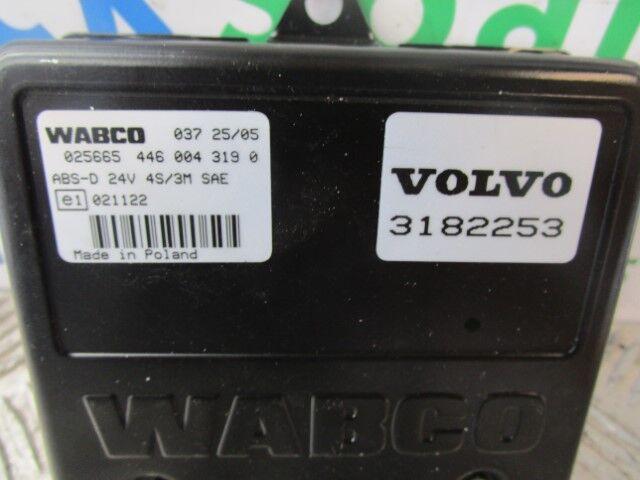 WABCO 037 25/05
025665 446 004 319 0
ABS-D 24V 4S/3M SAE
e1 021122
Made in Poland
VOLVO
3182253
WABCO